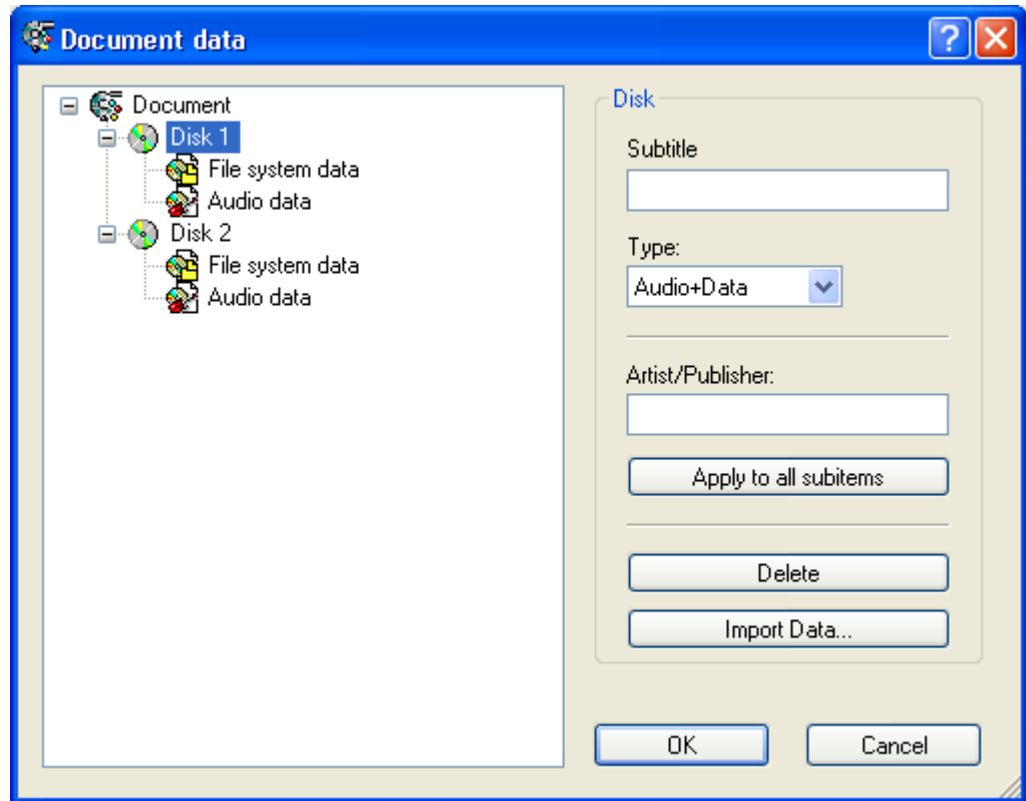 Document data
Document
Disk 1
File system data
Audio data
Disk 2
File system data
Audio data
Disk
Subtitle
Type:
Audio+Data
Artist/Publisher:
Apply to all subitems
Delete
Import Data...
OK
Cancel